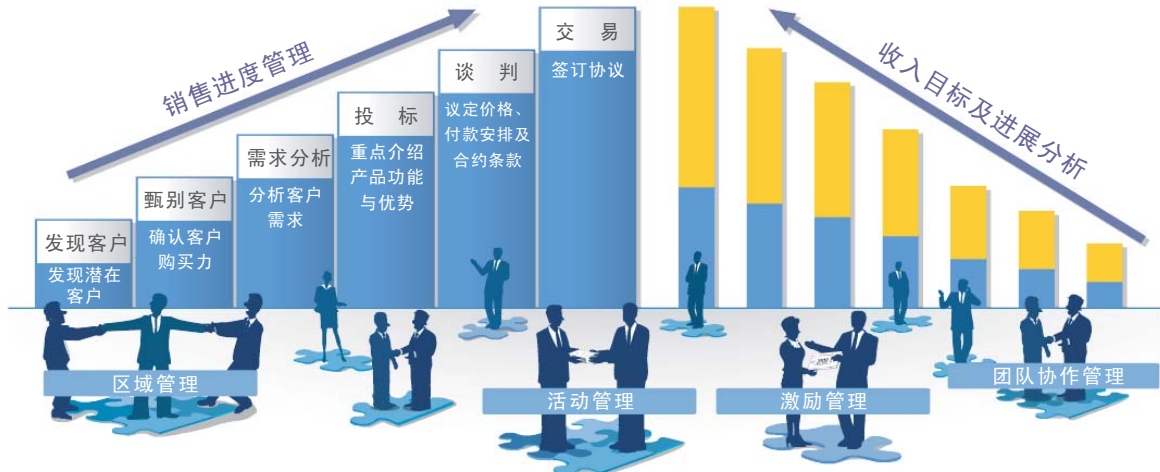 销售进度管理
发现客户
发现潜在
客户
甄别客户
确认客户
购买力
需求分析
分析客户
需求
投 标
重点介绍
产品功能
与优势
谈 判
议定价格、
付款安排及
合约条款
交 易
签订协议
收入目标及进展分析
区域管理
活动管理
激励管理
团队协作管理